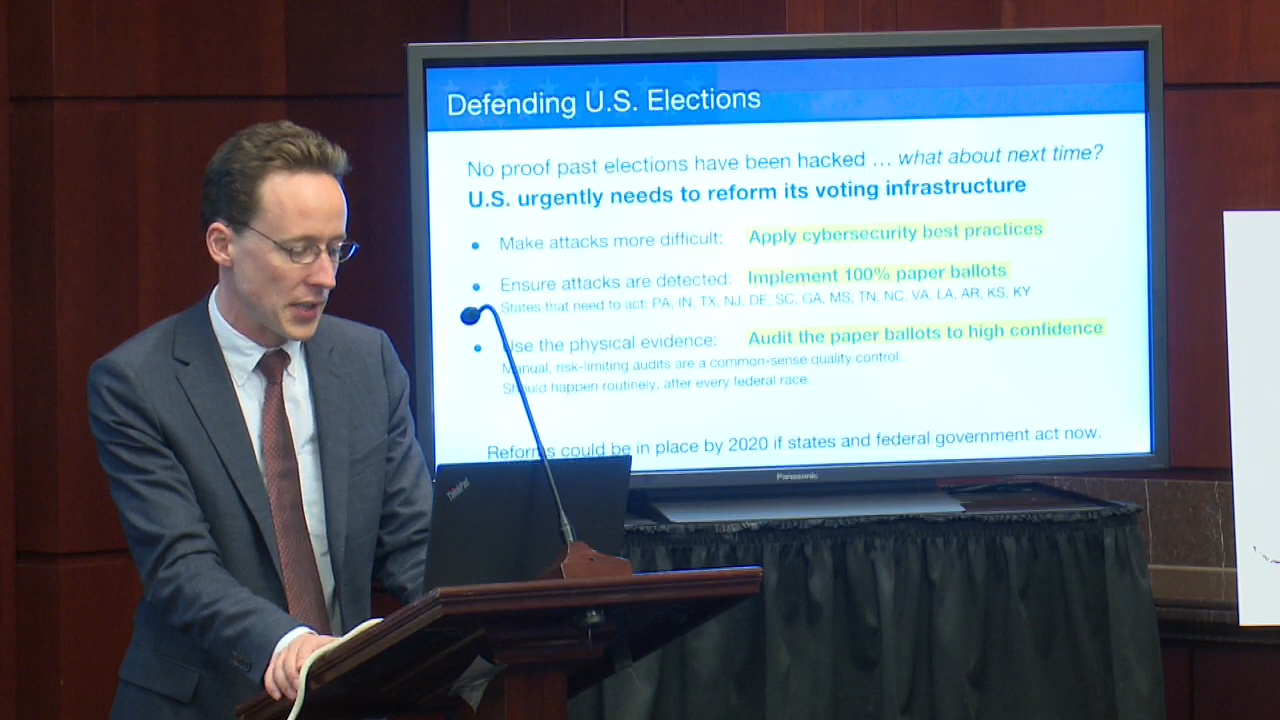 Defending U.S. Elections
No proof past elections have been hacked ... what about next time?
U.S. urgently needs to reform its voting infrastructure
• Make attacks more difficult: Apply cybersecurity best practices
• Ensure attacks are detected: Implement 100% paper ballots
States that need to act: PA, IN, TX, NJ, DE, SC, GA, MS, TN, NC, VA, LA, AR, KS, KY
• Use the physical evidence: Audit the paper ballots to high confidence
Manual, risk-limiting audits are a common-sense quality control.
Should happen routinely, after every federal race.
Reforms could be in place by 2020 if states and federal government act now.
Panasonic
ThinkPad